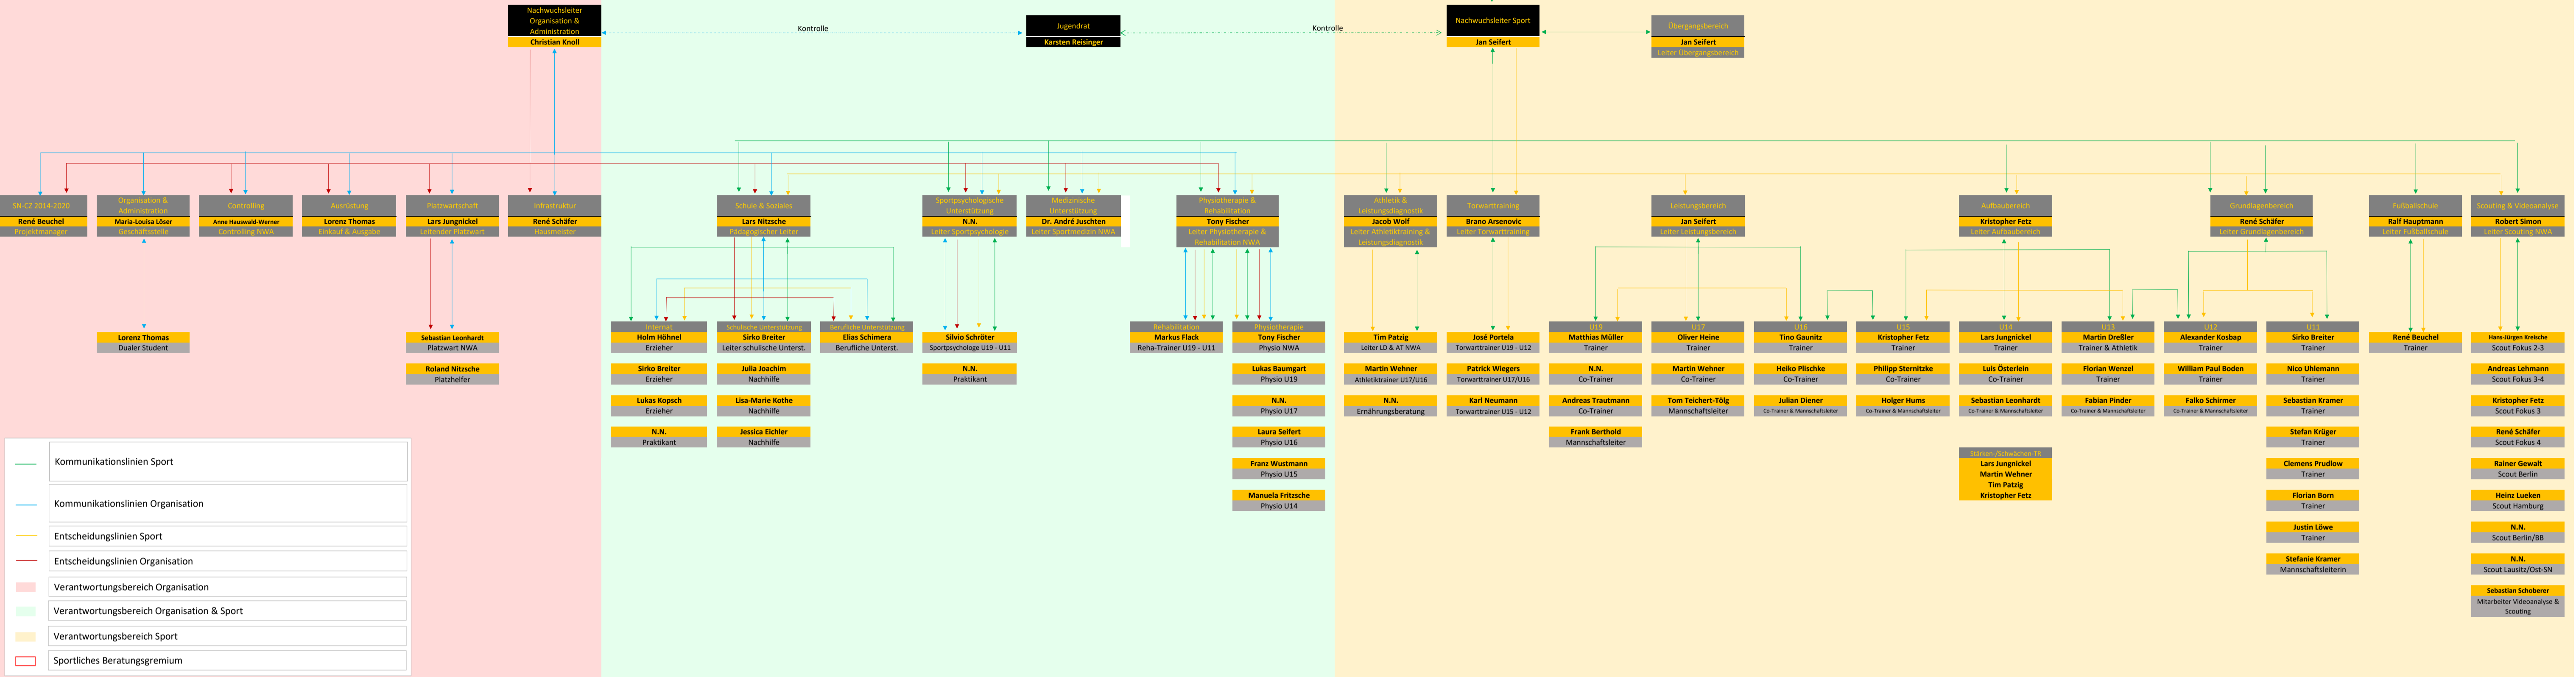 Nachwuchsleiter
Organisation &
Administration
Christian Knoll
Kontrolle
Jugendrat
Karsten Reisinger
Kontrolle
Nachwuchsleiter Sport
Jan Seifert
Übergangsbereich
Jan Seifert
Leiter Übergangsbereich
SN-CZ 2014-2020
René Beuchel
Projektmanager
Organisation &
Administration
Maria-Louisa Löser
Geschäftsstelle
Controlling
Anne Hauswald-Werner
Controlling NWA
Ausrüstung
Lorenz Thomas
Einkauf & Ausgabe
Platzwartschaft
Lars Jungnickel
Leitender Platzwart
Infrastruktur
René Schäfer
Hausmeister
Schule & Soziales
Lars Nitzsche
Pädagogischer Leiter
Sportpsychologische
Unterstützung
N.N.
Leiter Sportpsychologie
Medizinische
Unterstützung
Dr. André Juschten
Leiter Sportmedizin NWA
Physiotherapie &
Rehabilitation
Tony Fischer
Leiter Physiotherapie &
Rehabilitation NWA
Athletik &
Leistungsdiagnostik
Jacob Wolf
Leiter Athletiktraining &
Leistungsdiagnostik
Torwarttraining
Brano Arsenovic
Leiter Torwarttraining
Leistungsbereich
Jan Seifert
Leiter Leistungsbereich
Aufbaubereich
Kristopher Fetz
Leiter Aufbaubereich
Grundlagenbereich
René Schäfer
Leiter Grundlagenbereich
Fußballschule
Ralf Hauptmann
Leiter Fußballschule
Scouting & Videoanalyse
Robert Simon
Leiter Scouting NWA
Lorenz Thomas
Dualer Student
Sebastian Leonhardt
Platzwart NWA
Roland Nitzsche
Platzhelfer
Internat
Holm Höhnel
Erzieher
Sirko Breiter
Erzieher
Lukas Kopsch
Erzieher
N.N.
Praktikant
Schulische Unterstützung
Sirko Breiter
Leiter schulische Unterst.
Julia Joachim
Nachhilfe
Lisa-Marie Kothe
Nachhilfe
Jessica Eichler
Nachhilfe
Berufliche Unterstützung
Elias Schimera
Berufliche Unterst.
Silvio Schröter
Sportpsychologe U19 - U11
N.N.
Praktikant
Rehabilitation
Markus Flack
Reha-Trainer U19 - U11
Physiotherapie
Tony Fischer
Physio NWA
Lukas Baumgart
Physio U19
N.N.
Physio U17
Laura Seifert
Physio U16
Franz Wustmann
Physio U15
Manuela Fritzsche
Physio U14
Tim Patzig
Leiter LD & AT NWA
Martin Wehner
Athletiktrainer U17/U16
N.N.
Ernährungsberatung
José Portela
Torwarttrainer U19 - U12
Patrick Wiegers
Torwarttrainer U17/U16
Karl Neumann
Torwarttrainer U15 - U12
U19
Matthias Müller
Trainer
N.N.
Co-Trainer
Andreas Trautmann
Co-Trainer
Frank Berthold
Mannschaftsleiter
U17
Oliver Heine
Trainer
Martin Wehner
Co-Trainer
Tom Teichert-Tölg
Mannschaftsleiter
U16
Tino Gaunitz
Trainer
Heiko Plischke
Co-Trainer
Julian Diener
Co-Trainer & Mannschaftsleiter
U15
Kristopher Fetz
Trainer
Philipp Sternitzke
Co-Trainer
Holger Hums
Co-Trainer & Mannschaftsleiter
U14
Lars Jungnickel
Trainer
Luis Österlein
Co-Trainer
Sebastian Leonhardt
Co-Trainer & Mannschaftsleiter
Stärken-/Schwächen-TR
Lars Jungnickel
Martin Wehner
Tim Patzig
Kristopher Fetz
U13
Martin Dreßler
Trainer & Athletik
Florian Wenzel
Trainer
Fabian Pinder
Co-Trainer & Mannschaftsleiter
U12
Alexander Kosbap
Trainer
William Paul Boden
Trainer
Falko Schirmer
Co-Trainer & Mannschaftsleiter
U11
Sirko Breiter
Trainer
Nico Uhlemann
Trainer
Sebastian Kramer
Trainer
Stefan Krüger
Trainer
Clemens Prudlow
Trainer
Florian Born
Trainer
Justin Löwe
Trainer
Stefanie Kramer
Mannschaftsleiterin
René Beuchel
Trainer
Hans-Jürgen Kreische
Scout Fokus 2-3
Andreas Lehmann
Scout Fokus 3-4
Kristopher Fetz
Scout Fokus 3
René Schäfer
Scout Fokus 4
Rainer Gewalt
Scout Berlin
Heinz Lueken
Scout Hamburg
N.N.
Scout Berlin/BB
N.N.
Scout Lausitz/Ost-SN
Sebastian Schoberer
Mitarbeiter Videoanalyse &
Scouting
Kommunikationslinien Sport
Kommunikationslinien Organisation
Entscheidungslinien Sport
Entscheidungslinien Organisation
Verantwortungsbereich Organisation
Verantwortungsbereich Organisation & Sport
Verantwortungsbereich Sport
Sportliches Beratungsgremium